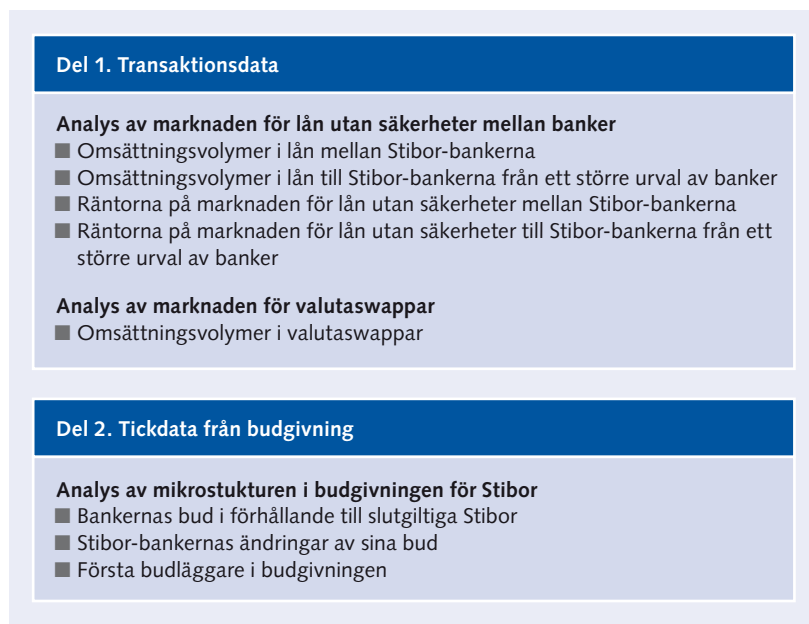 Del 1. Transaktionsdata
Analys av marknaden för lån utan säkerheter mellan banker
■ Omsättningsvolymer i lån mellan Stibor-bankerna
■ Omsättningsvolymer i lån till Stibor-bankerna från ett större urval av banker
■ Räntorna på marknaden för lån utan säkerheter mellan Stibor-bankerna
■ Räntorna på marknaden för lån utan säkerheter till Stibor-bankerna från ett
större urval av banker
Analys av marknaden för valutaswappar
■ Omsättningsvolymer i valutaswappar
Del 2. Tickdata från budgivning
Analys av mikrostukturen i budgivningen för Stibor
■ Bankernas bud i förhållande till slutgiltiga Stibor
■ Stibor-bankernas ändringar av sina bud
■ Första budläggare i budgivningen